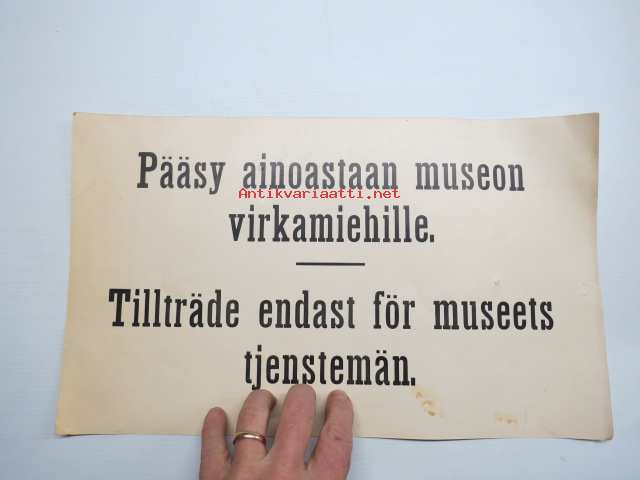 Pääsy ainoastaan museon
Antikvariaatti.net
virkamiehille.
Tillträde endast för museets
tjenstemän.